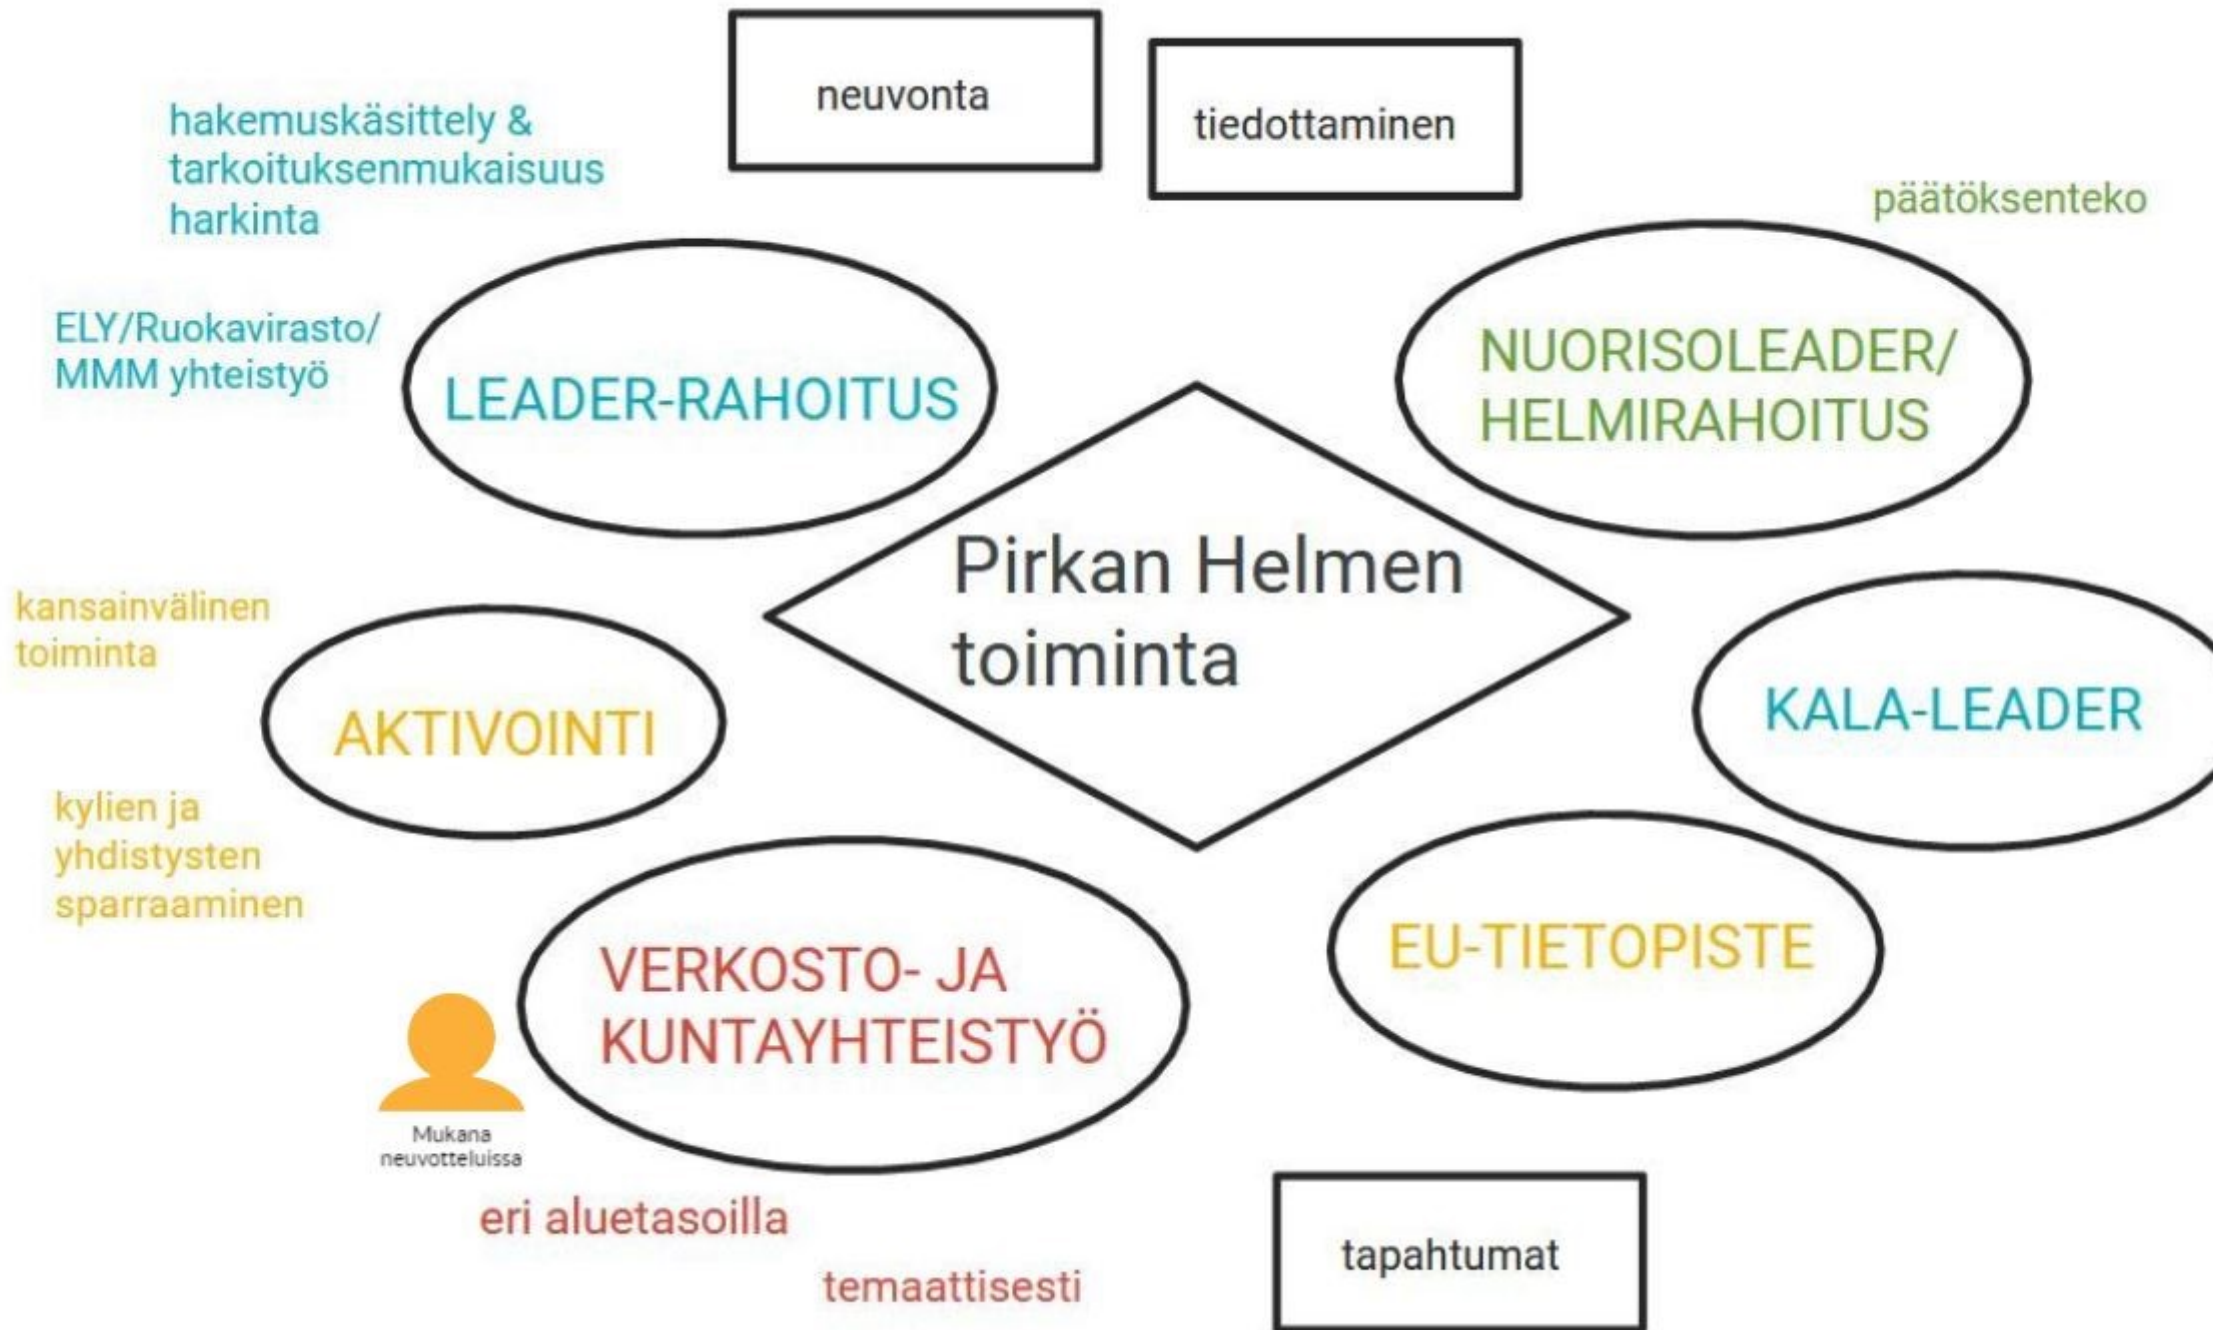 neuvonta
tiedottaminen
hakemuskäsittely &
tarkoituksenmukaisuus
harkinta
päätöksenteko
ELY/Ruokavirasto/
MMM yhteistyö
LEADER-RAHOITUS
NUORISOLEADER/
HELMIRAHOITUS
Pirkan Helmen
toiminta
kansainvälinen
toiminta
AKTIVOINTI
KALA-LEADER
kylien ja
yhdistysten
sparraaminen
VERKOSTO- JA
KUNTAYHTEISTYÖ
EU-TIETOPISTE
Mukana
neuvotteluissa
eri aluetasoilla
temaattisesti
tapahtumat